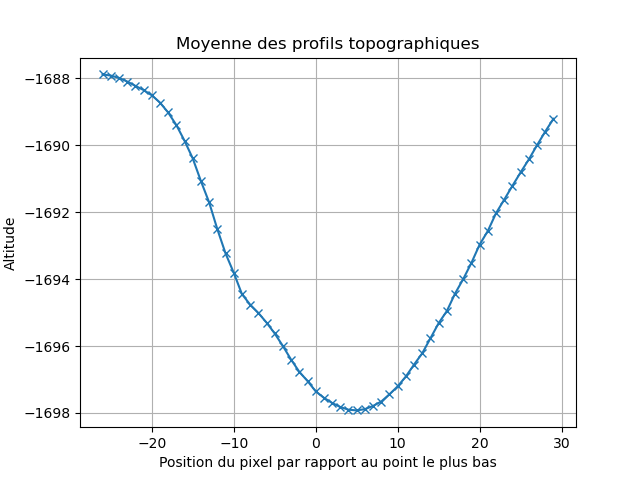 Moyenne des profils topographiques
Altitude
−1688
−1690
−1692
−1694
−1696
−1698
−20 −10 0 10 20 30
Position du pixel par rapport au point le plus bas